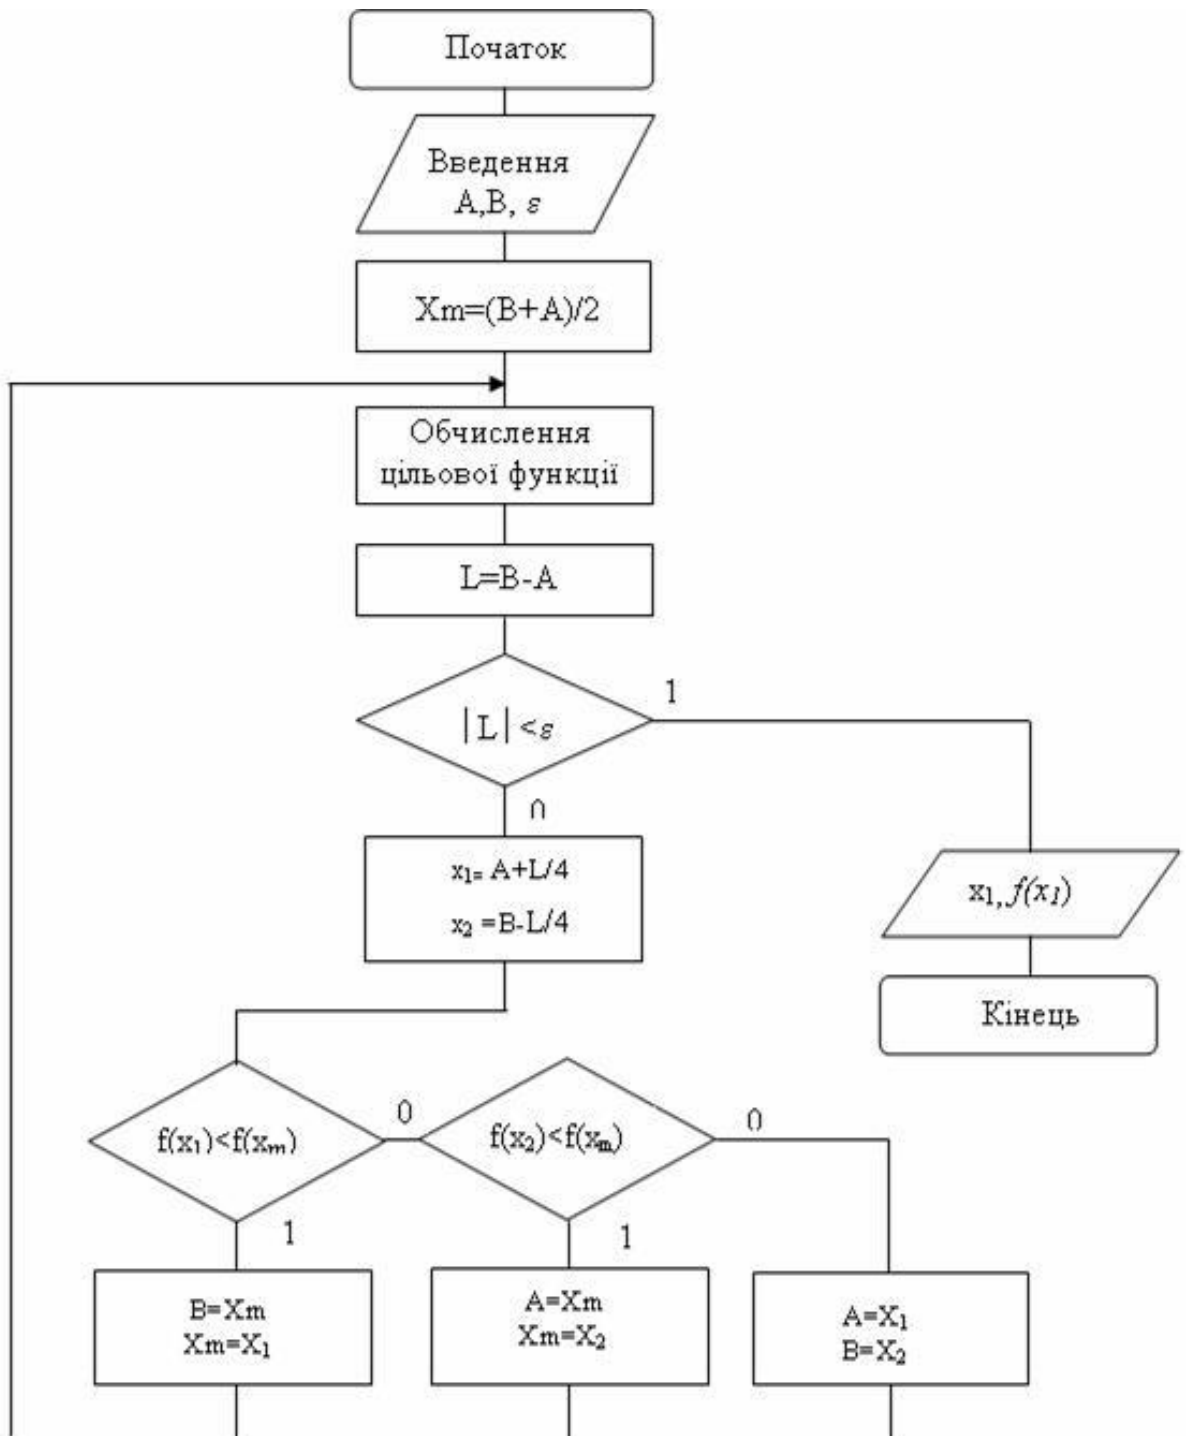 Початок
Введення
A,B, ε
Xm=(B+A)/2
Обчислення
цільової функції
L=B-A
|L|<ε
1
0
x₁= A+L/4
x₂ =B-L/4
x₁, f(x₁)
Кінець
f(x₁)<f(xₘ)
0
f(x₂)<f(xₘ)
0
1
1
B=Xm
Xm=X₁
A=Xm
Xm=X₂
A=X₁
B=X₂